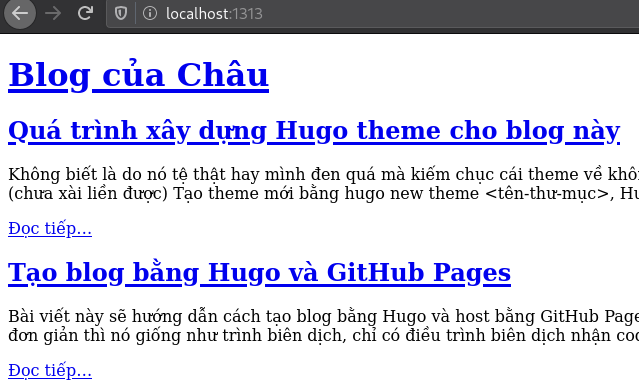 localhost:1313
Blog của Châu
Quá trình xây dựng Hugo theme cho blog này
Không biết là do nó tệ thật hay mình đen quá mà kiếm chục cái theme về
(chưa xài liền được) Tạo theme mới bằng hugo new theme <tên-thư-mục>,
Đọc tiếp...
Tạo blog bằng Hugo và GitHub Pages
Bài viết này sẽ hướng dẫn cách tạo blog bằng Hugo và host bằng GitHub
đơn giản thì nó giống như trình biên dịch, chỉ có điều trình biên dịch nhận
Đọc tiếp...